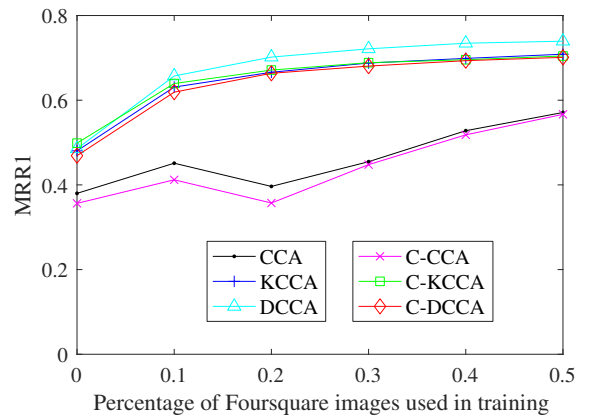 0.8
0.6
MRR1
0.4
0.2
0
CCA
KCCA
DCCA
C-CCA
C-KCCA
C-DCCA
0 0.1 0.2 0.3 0.4 0.5
Percentage of Foursquare images used in training